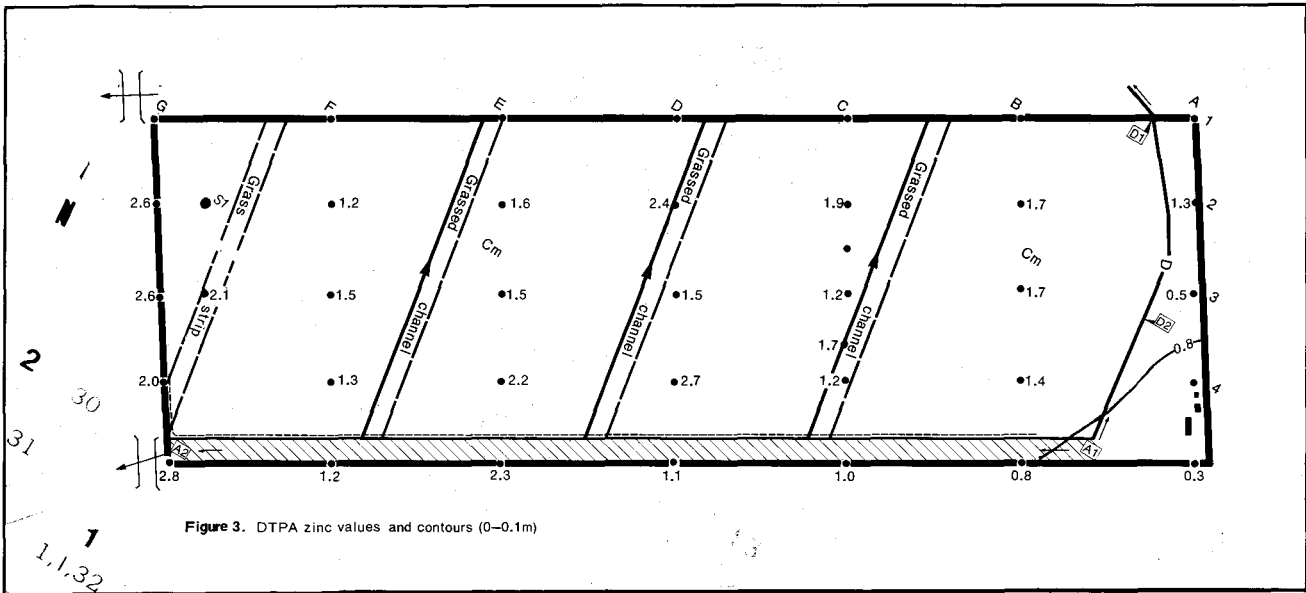 G F E D C B A
1
D1
2.6 S1 1.2 1.6 2.4 1.9 1.7 1.3 2
Grass strip
Grassed channel
Grassed channel
Grassed channel
Cm
Cm
D
2.6 2.1 1.5 1.5 1.5 1.2 1.7 0.5 3
D2
1.7
0.8
2.0 1.3 2.2 2.7 1.2 1.4 4
A2 A1
2.8 1.2 2.3 1.1 1.0 0.8 0.3
Figure 3. DTPA zinc values and contours (0–0.1m)
N
2
30
31
1
1,1,32